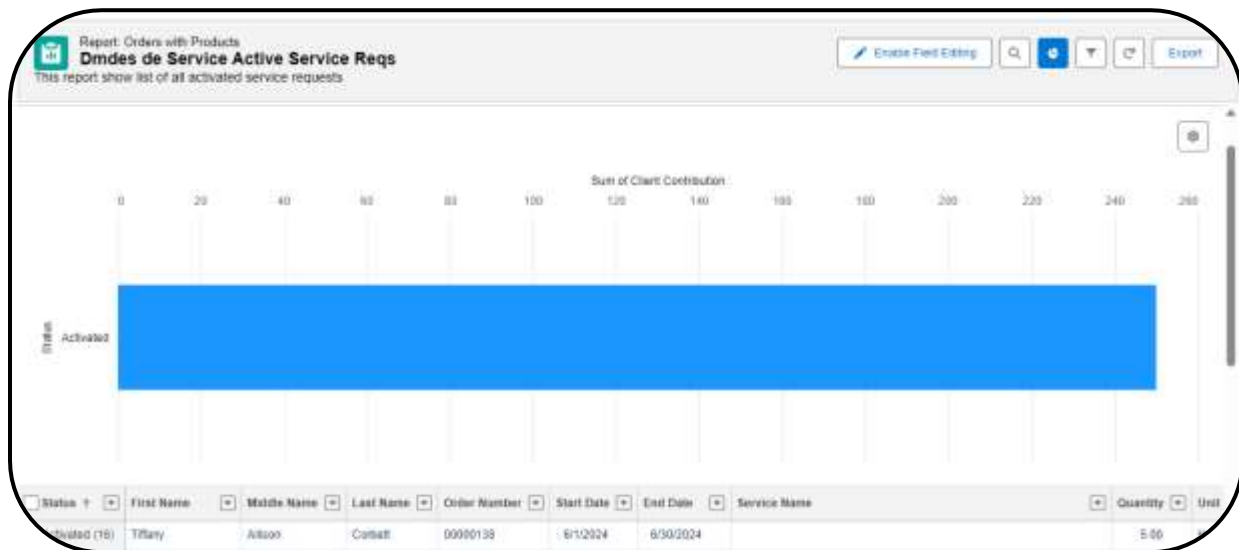 Report: Orders with Products
Dmdes de Service Active Service Reqs
This report show list of all activated service requests
Enable Field Editing
Export
Sum of Client Contribution
0 20 40 60 80 100 120 140 160 180 200 220 240 260
Status
Activated
Status ↑ First Name Middle Name Last Name Order Number Start Date End Date Service Name Quantity Unit
Activated (16) Tiffany 00000138 6/1/2024 6/30/2024 5.00